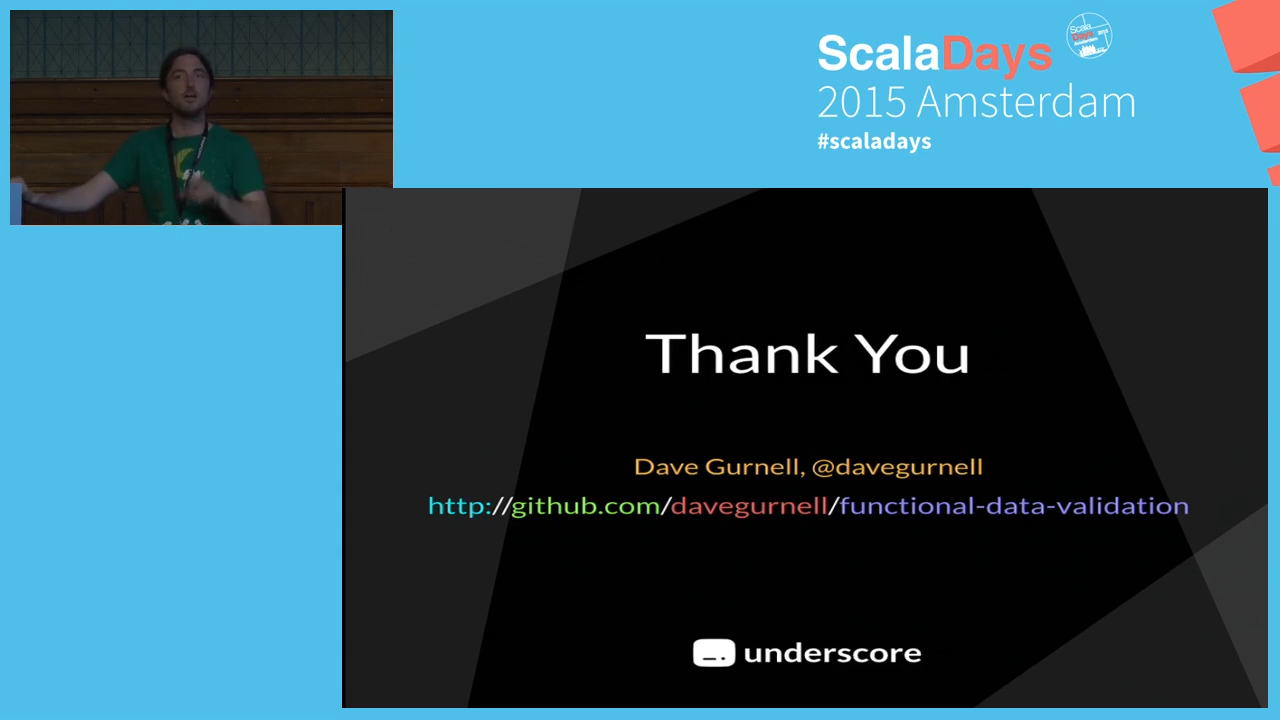 ScalaDays
2015 Amsterdam
#scaladays
Thank You
Dave Gurnell, @davegurnell
http://github.com/davegurnell/functional-data-validation
underscore